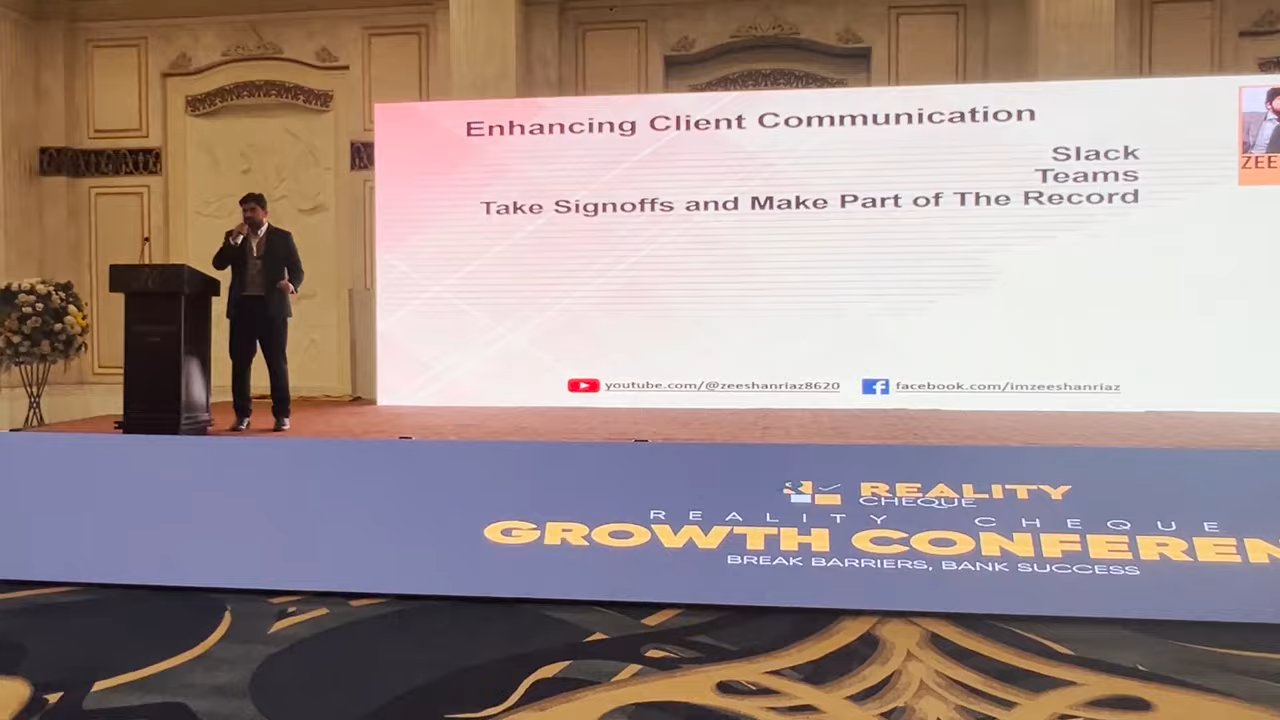 Enhancing Client Communication
Slack
Teams
Take Signoffs and Make Part of The Record
ZEE
youtube.com/@zeeshanriaz8620
facebook.com/imzeeshanriaz
REALITY
CHEQUE
REALITY CHEQUE
GROWTH CONFEREN
BREAK BARRIERS, BANK SUCCESS